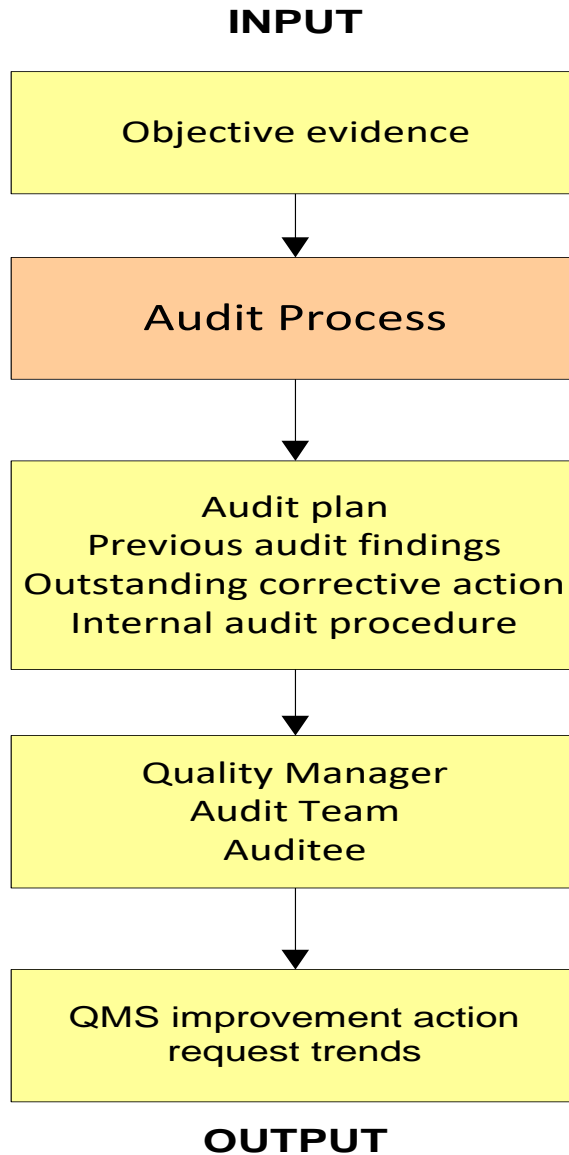 INPUT
Objective evidence
Audit Process
Audit plan
Previous audit findings
Outstanding corrective action
Internal audit procedure
Quality Manager
Audit Team
Auditee
QMS improvement action
request trends
OUTPUT